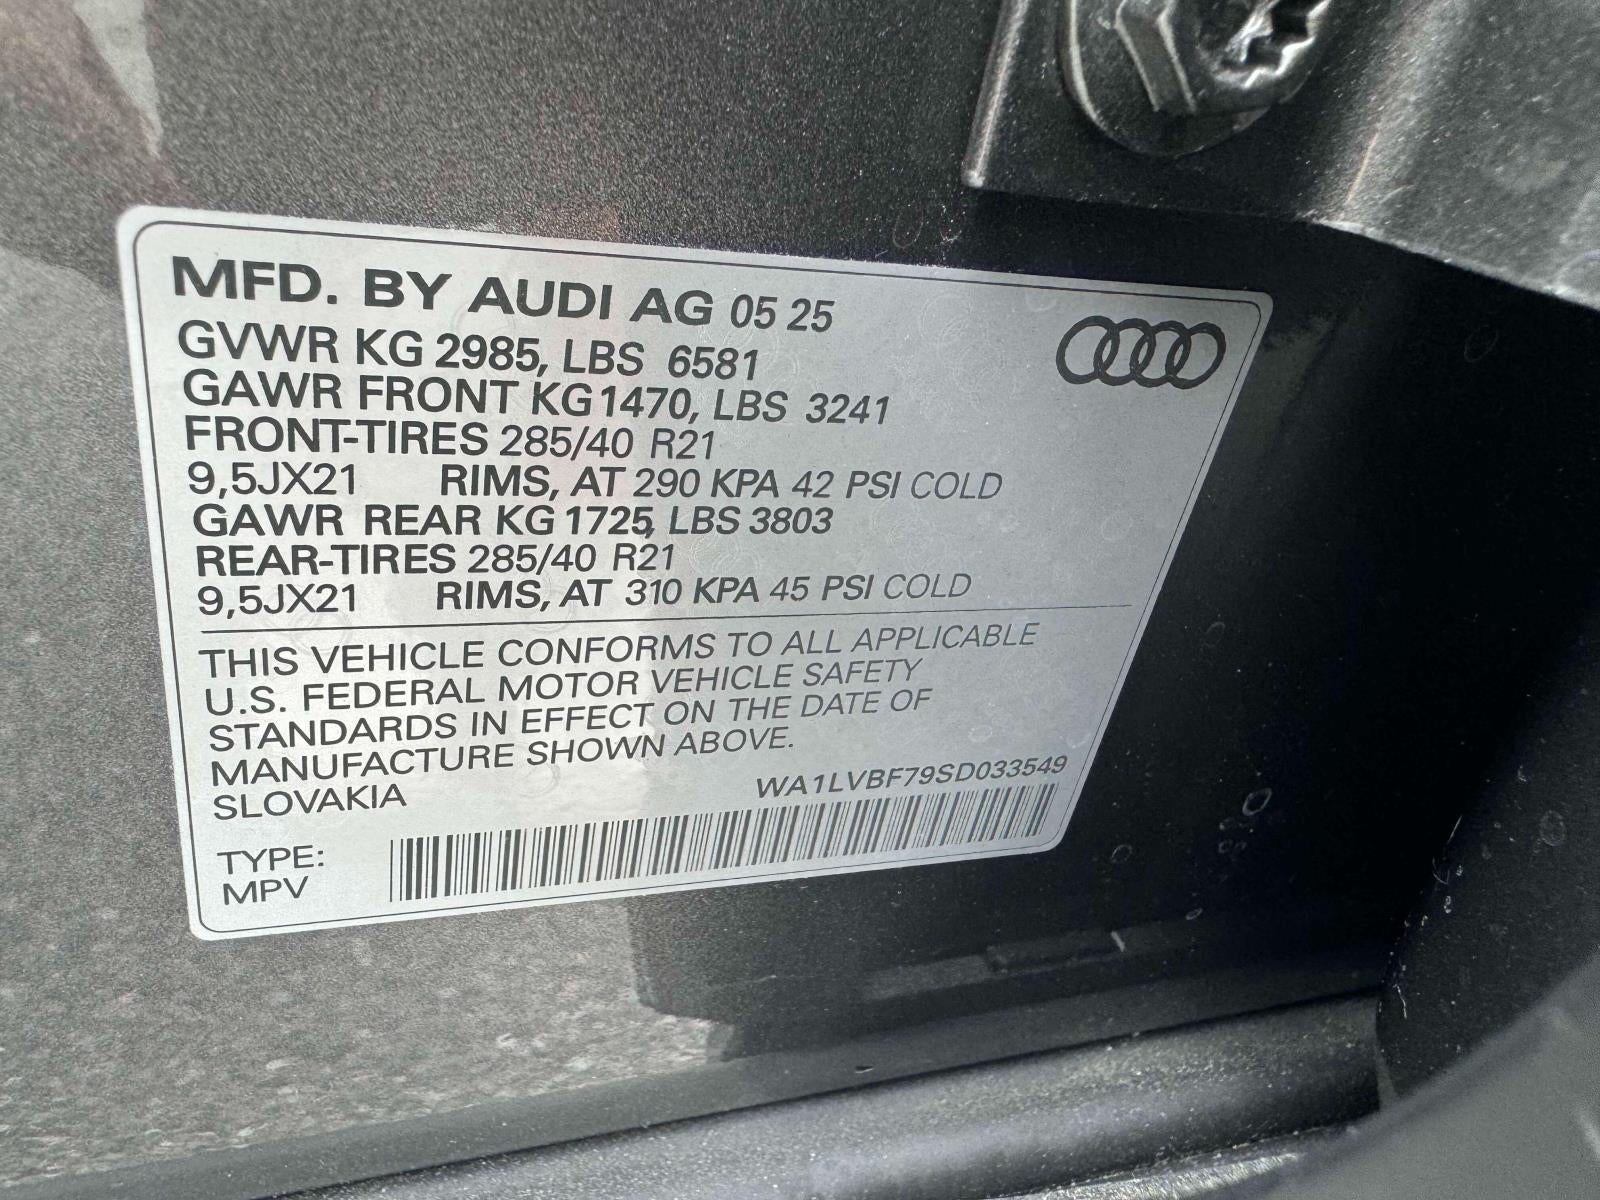 MFD. BY AUDI AG 05 25
GVWR KG 2985, LBS 6581
GAWR FRONT KG 1470, LBS 3241
FRONT-TIRES 285/40 R21
9,5JX21 RIMS, AT 290 KPA 42 PSI COLD
GAWR REAR KG 1725, LBS 3803
REAR-TIRES 285/40 R21
9,5JX21 RIMS, AT 310 KPA 45 PSI COLD
THIS VEHICLE CONFORMS TO ALL APPLICABLE
U.S. FEDERAL MOTOR VEHICLE SAFETY
STANDARDS IN EFFECT ON THE DATE OF
MANUFACTURE SHOWN ABOVE.
SLOVAKIA
WA1LVBF79SD033549
TYPE:
MPV